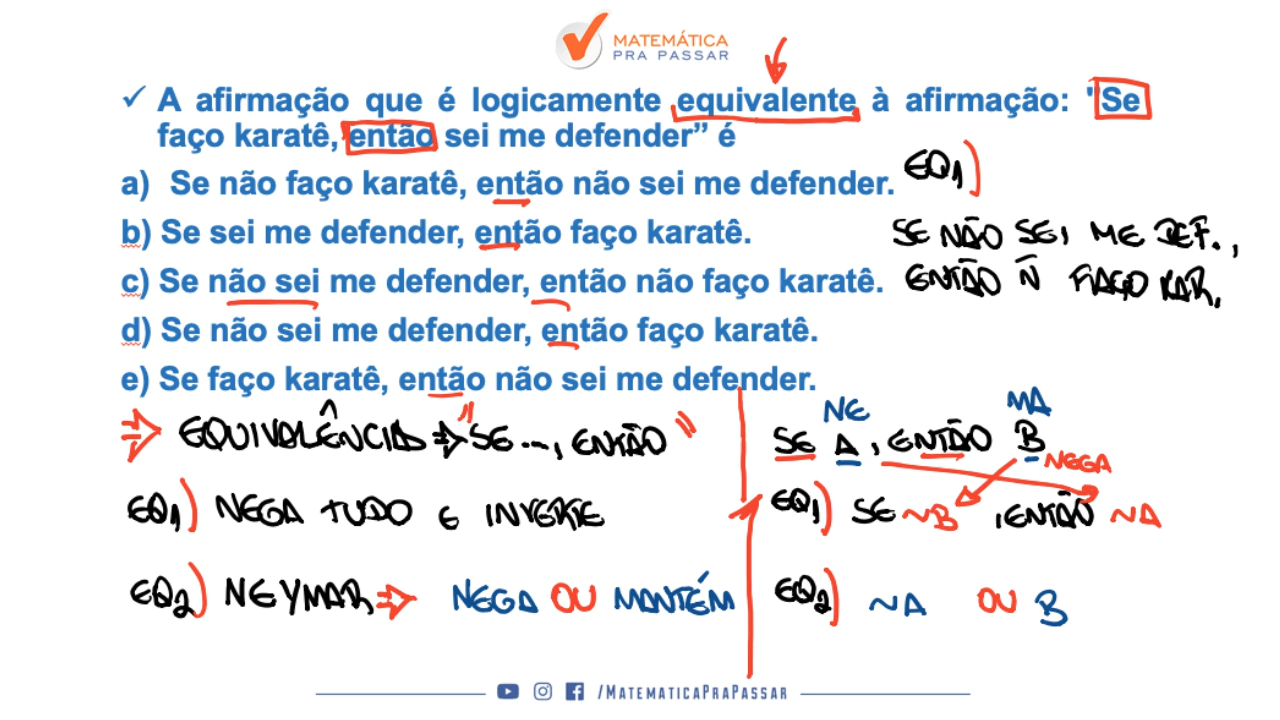 MATEMÁTICA
PRA PASSAR
✓ A afirmação que é logicamente equivalente à afirmação: "Se
faço karatê, então sei me defender” é
a) Se não faço karatê, então não sei me defender.
b) Se sei me defender, então faço karatê.
c) Se não sei me defender, então não faço karatê.
d) Se não sei me defender, então faço karatê.
e) Se faço karatê, então não sei me defender.
EQ1)
SE NÃO SEI ME DEF.,
ENTÃO Ñ FAÇO KAR.
⇒ EQUIVALÊNCIAS ⇒ "SE ..., ENTÃO"
EQ1) NEGA TUDO E INVERTE
EQ2) NEYMAR ⇒ NEGA OU MANTÉM
NE MA
SE A, ENTÃO B
NEGA
EQ1) SE ~B, ENTÃO ~A
EQ2) ~A OU B
/MATEMATICAPRAPASSAR